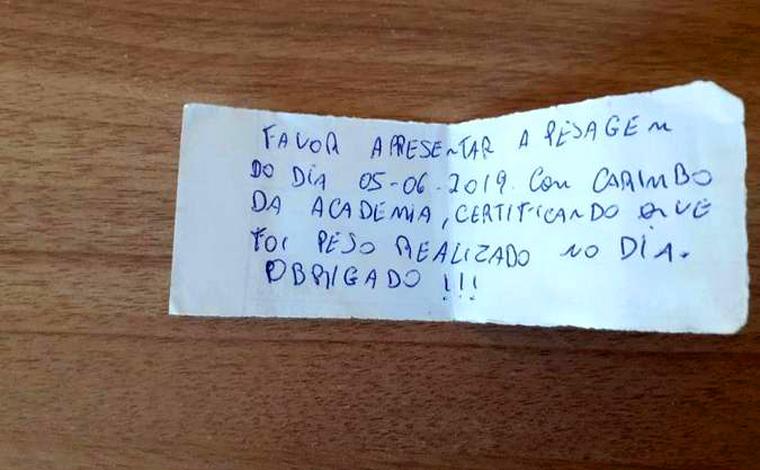 FAVOR APRESENTAR A PESAGEM
DO DIA 05-06-2019. COM CARIMBO
DA ACADEMIA, CERTIFICANDO QUE
FOI PESO REALIZADO NO DIA.
OBRIGADO !!!